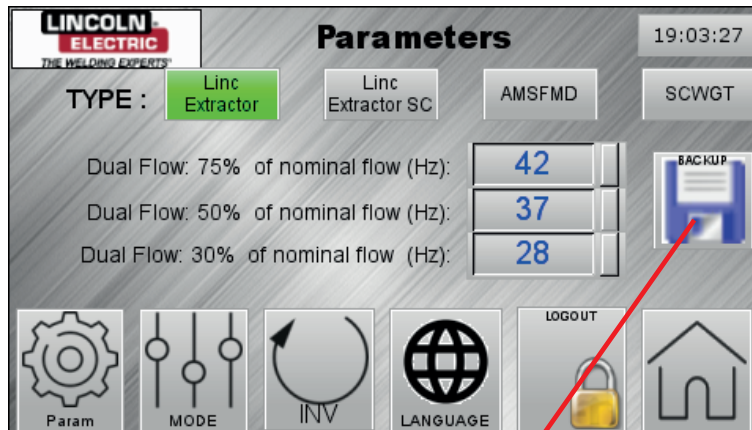 LINCOLN
ELECTRIC
THE WELDING EXPERTS®
Parameters
19:03:27
TYPE :
Linc
Extractor
Linc
Extractor SC
AMSFMD
SCWGT
Dual Flow: 75% of nominal flow (Hz):
42
BACKUP
Dual Flow: 50% of nominal flow (Hz):
37
Dual Flow: 30% of nominal flow (Hz):
28
Param
MODE
INV
LANGUAGE
LOGOUT